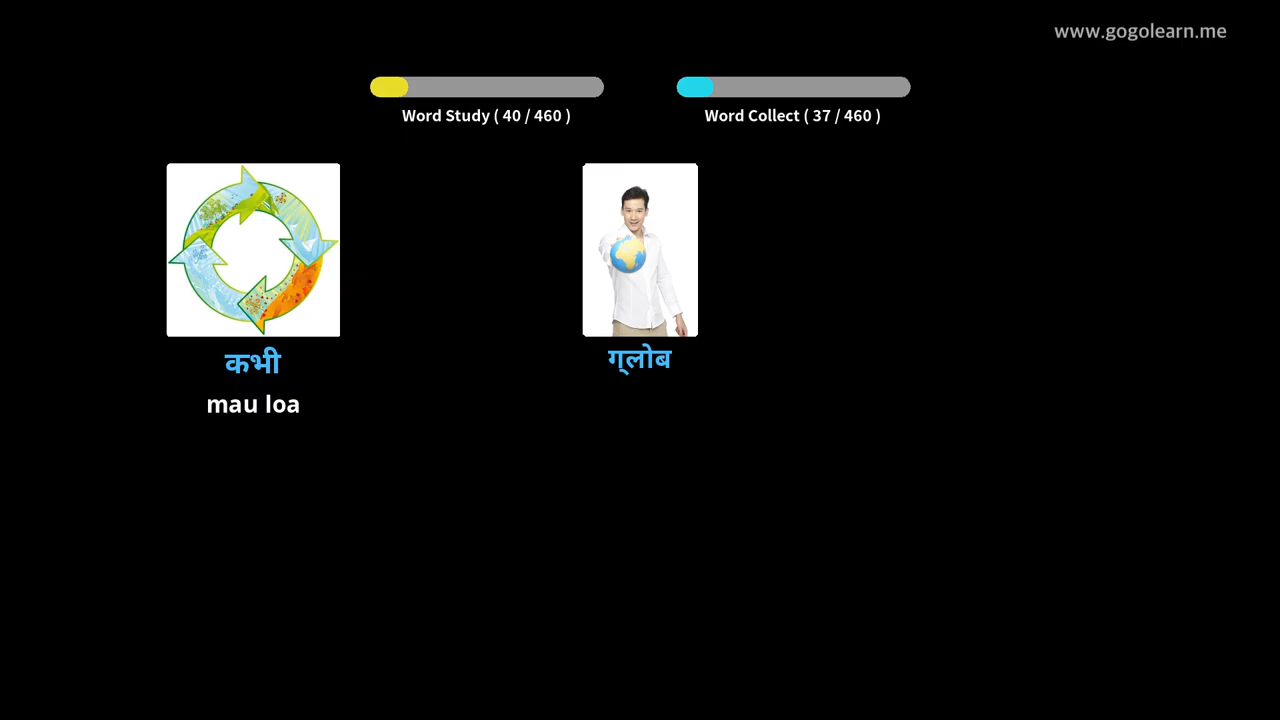 www.gogolearn.me
Word Study ( 40 / 460 )
Word Collect ( 37 / 460 )
कभी
mau loa
ग्लोब